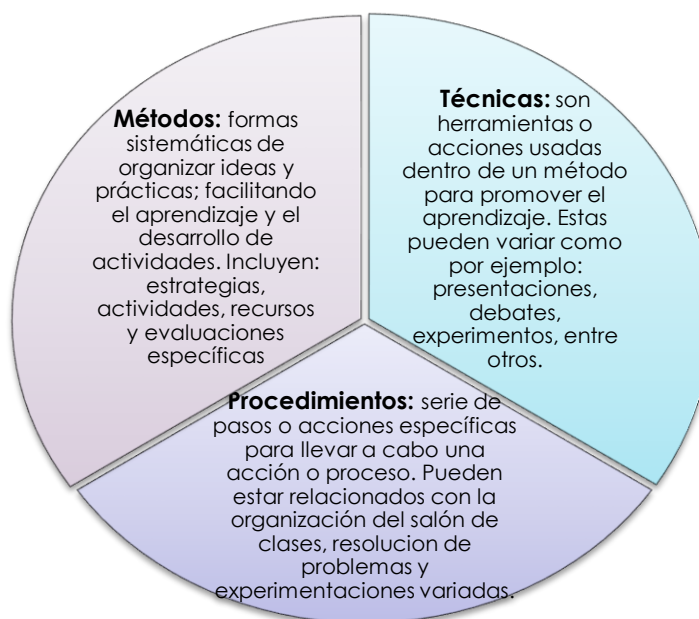 Métodos: formas
sistemáticas de
organizar ideas y
prácticas; facilitando
el aprendizaje y el
desarrollo de
actividades. Incluyen:
estrategias,
actividades, recursos
y evaluaciones
específicas
Técnicas: son
herramientas o
acciones usadas
dentro de un método
para promover el
aprendizaje. Estas
pueden variar como
por ejemplo:
presentaciones,
debates,
experimentos, entre
otros.
Procedimientos: serie de
pasos o acciones específicas
para llevar a cabo una
acción o proceso. Pueden
estar relacionados con la
organización del salón de
clases, resolucion de
problemas y
experimentaciones variadas.